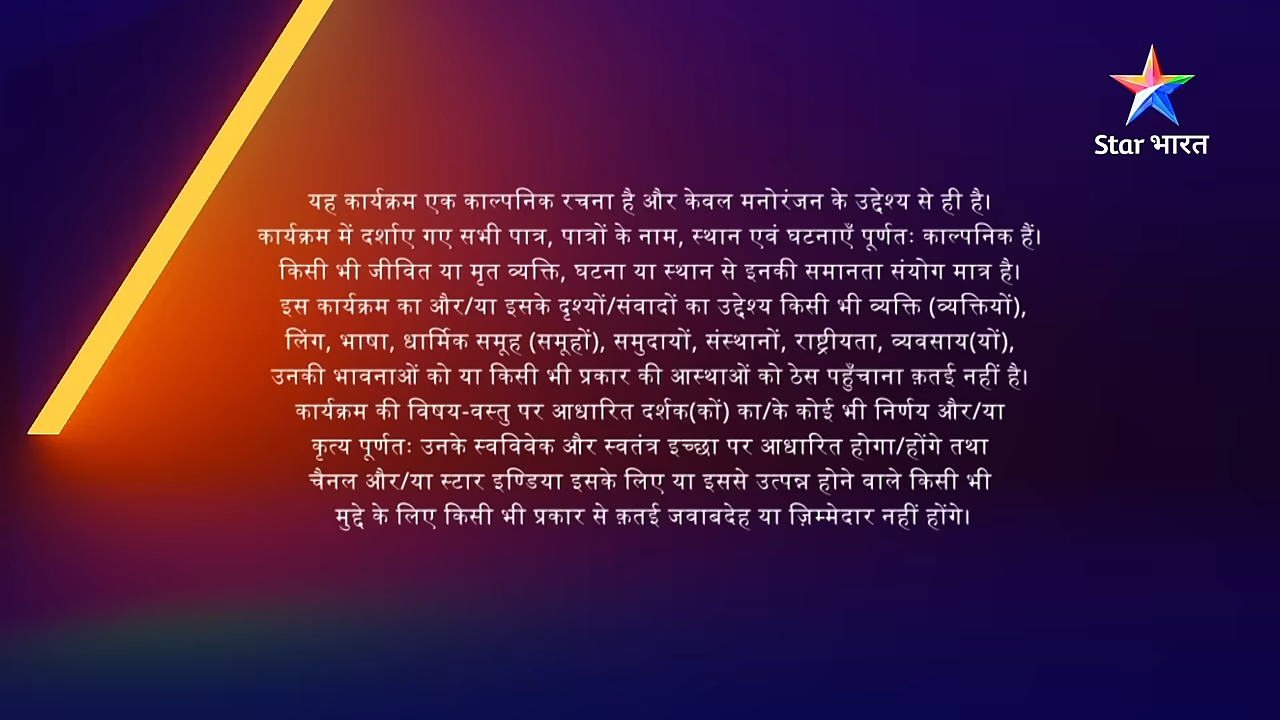 Star भारत
यह कार्यक्रम एक काल्पनिक रचना है और केवल मनोरंजन के उद्देश्य से ही है।
कार्यक्रम में दर्शाए गए सभी पात्र, पात्रों के नाम, स्थान एवं घटनाएँ पूर्णतः काल्पनिक हैं।
किसी भी जीवित या मृत व्यक्ति, घटना या स्थान से इनकी समानता संयोग मात्र है।
इस कार्यक्रम का और/या इसके दृश्यों/संवादों का उद्देश्य किसी भी व्यक्ति (व्यक्तियों),
लिंग, भाषा, धार्मिक समूह (समूहों), समुदायों, संस्थानों, राष्ट्रीयता, व्यवसाय(यों),
उनकी भावनाओं को या किसी भी प्रकार की आस्थाओं को ठेस पहुँचाना क़तई नहीं है।
कार्यक्रम की विषय-वस्तु पर आधारित दर्शक(कों) का/के कोई भी निर्णय और/या
कृत्य पूर्णतः उनके स्वविवेक और स्वतंत्र इच्छा पर आधारित होगा/होंगे तथा
चैनल और/या स्टार इण्डिया इसके लिए या इससे उत्पन्न होने वाले किसी भी
मुद्दे के लिए किसी भी प्रकार से क़तई जवाबदेह या ज़िम्मेदार नहीं होंगे।